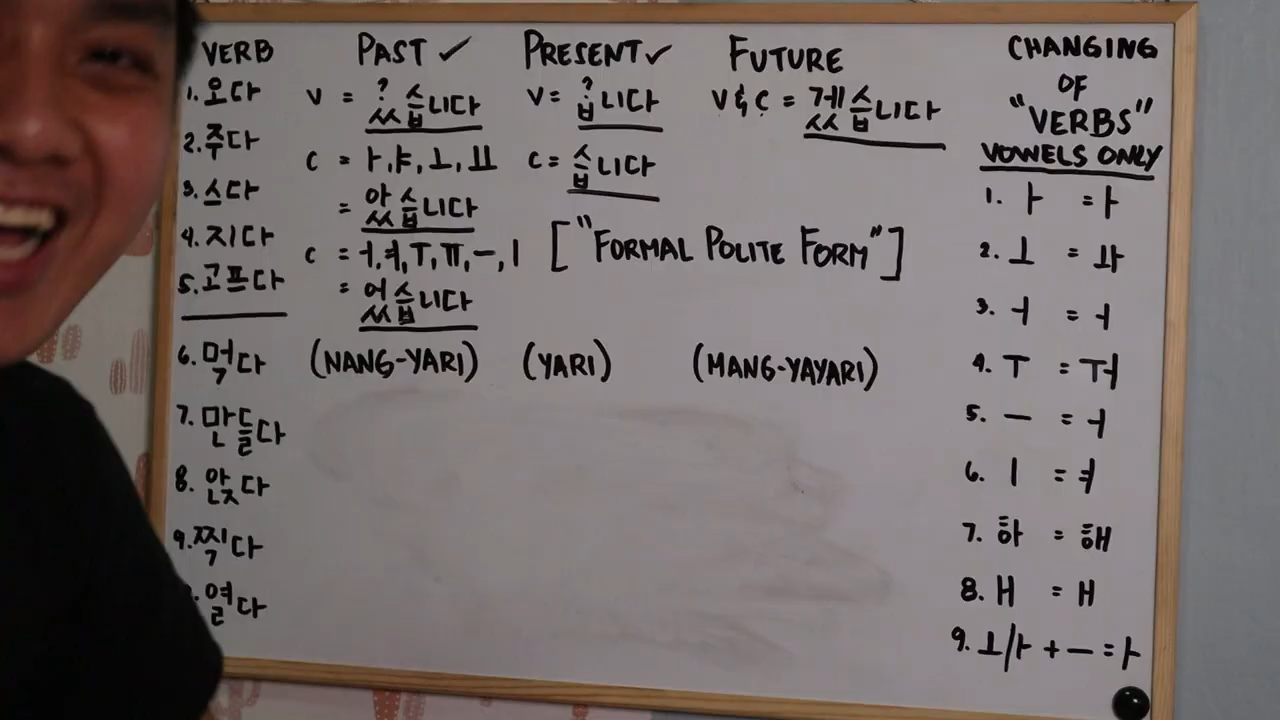 VERB
1. 오다
2. 주다
3. 스다
4. 지다
5. 고프다
6. 먹다
7. 만들다
8. 앉다
9. 찍다
열다
PAST ✓
V = ?ㅆ습니다
C = ㅏ,ㅑ,ㅗ,ㅛ
= 았습니다
C = ㅓ,ㅕ,ㅜ,ㅠ,ㅡ,ㅣ
= 었습니다
(NANG-YARI)
PRESENT ✓
V = ?ㅂ니다
C = 습니다
["FORMAL POLITE FORM"]
(YARI)
FUTURE
V & C = 겠습니다
(MANG-YAYARI)
CHANGING
OF
"VERBS"
VOWELS ONLY
1. ㅏ = ㅏ
2. ㅗ = ㅘ
3. ㅓ = ㅓ
4. ㅜ = ㅝ
5. ㅡ = ㅓ
6. ㅣ = ㅕ
7. 하 = 해
8. ㅐ = ㅐ
9. ㅗ/ㅏ + ㅡ = ㅏ